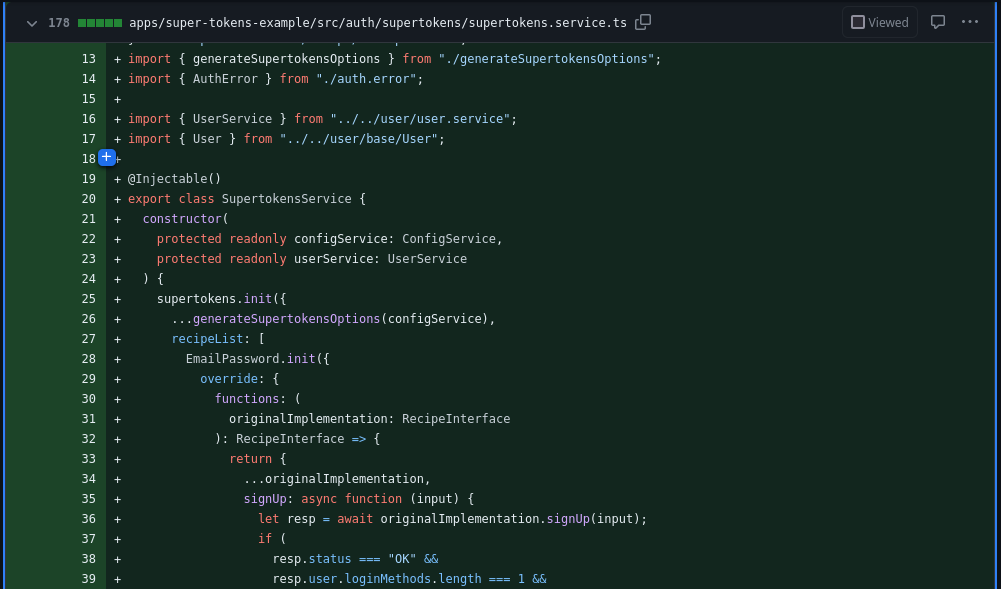 178 apps/super-tokens-example/src/auth/supertokens/supertokens.service.ts Viewed
13 + import { generateSupertokensOptions } from "./generateSupertokensOptions";
14 + import { AuthError } from "./auth.error";
15 +
16 + import { UserService } from "../../user/user.service";
17 + import { User } from "../../user/base/User";
18 +
19 + @Injectable()
20 + export class SupertokensService {
21 +   constructor(
22 +     protected readonly configService: ConfigService,
23 +     protected readonly userService: UserService
24 +   ) {
25 +     supertokens.init({
26 +       ...generateSupertokensOptions(configService),
27 +       recipeList: [
28 +         EmailPassword.init({
29 +           override: {
30 +             functions: (
31 +               originalImplementation: RecipeInterface
32 +             ): RecipeInterface => {
33 +               return {
34 +                 ...originalImplementation,
35 +                 signUp: async function (input) {
36 +                   let resp = await originalImplementation.signUp(input);
37 +                   if (
38 +                     resp.status === "OK" &&
39 +                     resp.user.loginMethods.length === 1 &&